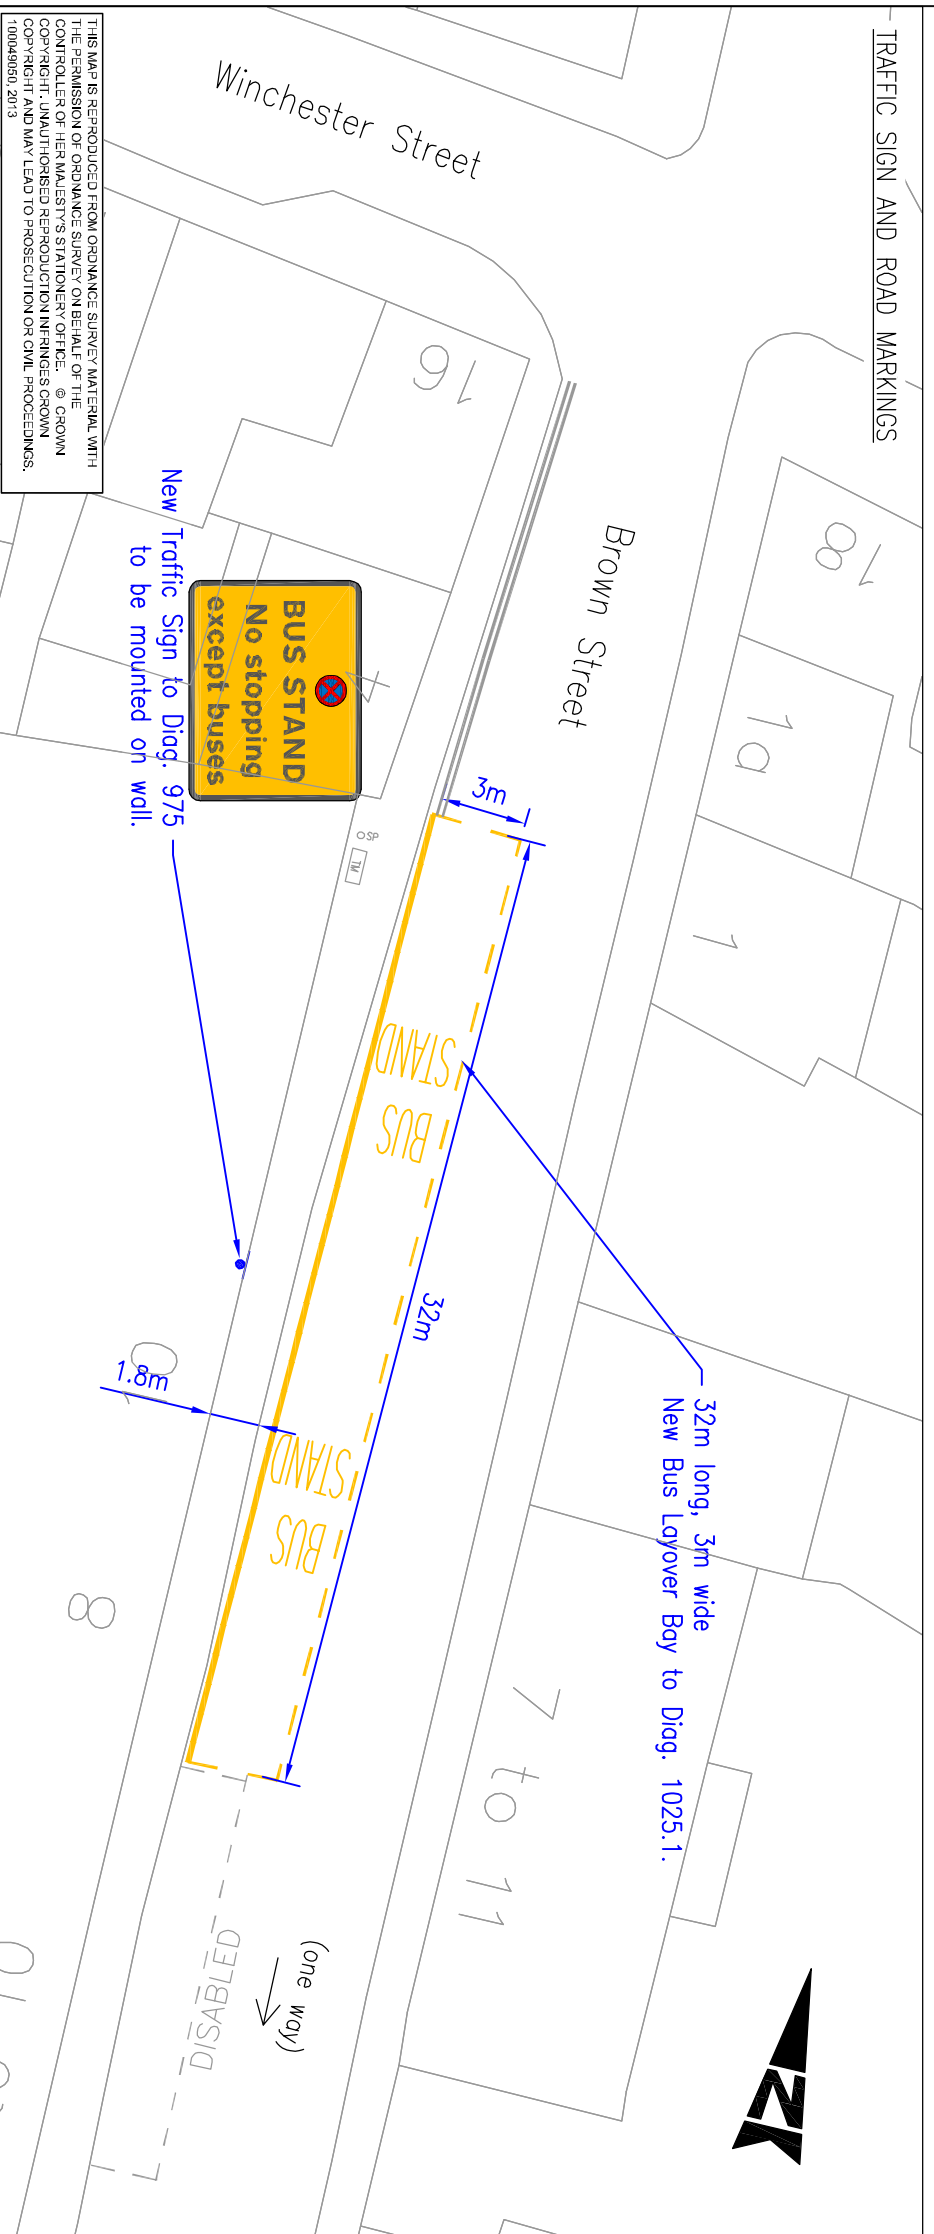 TRAFFIC SIGN AND ROAD MARKINGS
Winchester Street
Brown Street
16
18
1a
1
4
BUS STAND
No stopping
except buses
New Traffic Sign to Diag. 975
to be mounted on wall.
SP
TM
3m
STAND
BUS
32m
32m long, 3m wide
New Bus Layover Bay to Diag. 1025.1.
1.8m
10
STAND
BUS
8
7 to 11
(one way)
DISABLED
N
THIS MAP IS REPRODUCED FROM ORDNANCE SURVEY MATERIAL WITH
THE PERMISSION OF ORDNANCE SURVEY ON BEHALF OF THE
CONTROLLER OF HER MAJESTY'S STATIONERY OFFICE. © CROWN
COPYRIGHT. UNAUTHORISED REPRODUCTION INFRINGES CROWN
COPYRIGHT AND MAY LEAD TO PROSECUTION OR CIVIL PROCEEDINGS.
100049050, 2013